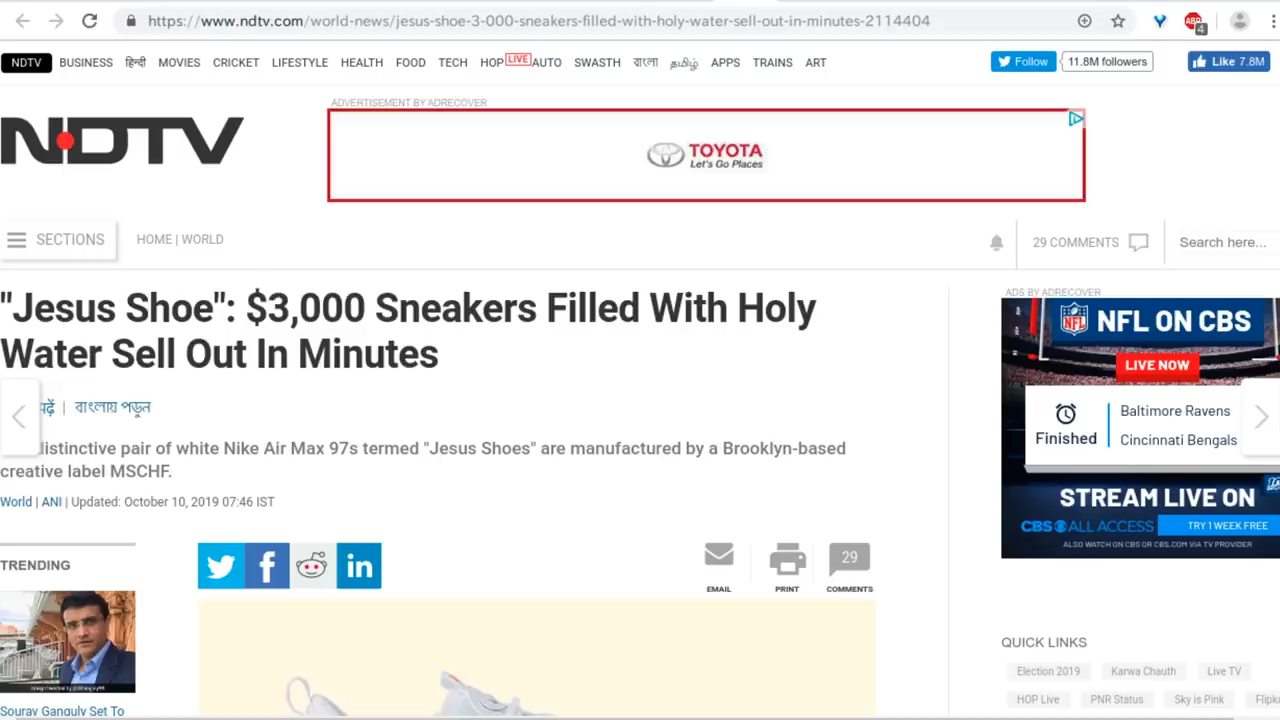 https://www.ndtv.com/world-news/jesus-shoe-3-000-sneakers-filled-with-holy-water-sell-out-in-minutes-2114404
ABP
4
NDTV BUSINESS हिन्दी MOVIES CRICKET LIFESTYLE HEALTH FOOD TECH HOP LIVE AUTO SWASTH বাংলা தமிழ் APPS TRAINS ART
Follow 11.8M followers Like 7.8M
ADVERTISEMENT BY ADRECOVER
NDTV
TOYOTA
Let's Go Places
SECTIONS HOME | WORLD
29 COMMENTS Search here...
"Jesus Shoe": $3,000 Sneakers Filled With Holy
Water Sell Out In Minutes
বাংলায় পড়ুন
distinctive pair of white Nike Air Max 97s termed "Jesus Shoes" are manufactured by a Brooklyn-based
creative label MSCHF.
World | ANI | Updated: October 10, 2019 07:46 IST
TRENDING
in
29
EMAIL PRINT COMMENTS
Sourav Ganguly Set To
ADS BY ADRECOVER
NFL
NFL ON CBS
LIVE NOW
Finished
Baltimore Ravens
Cincinnati Bengals
STREAM LIVE ON
CBS ALL ACCESS TRY 1 WEEK FREE
ALSO WATCH ON CBS OR CBS.COM VIA TV PROVIDER
QUICK LINKS
Election 2019 Karwa Chauth Live TV
HOP Live PNR Status Sky is Pink